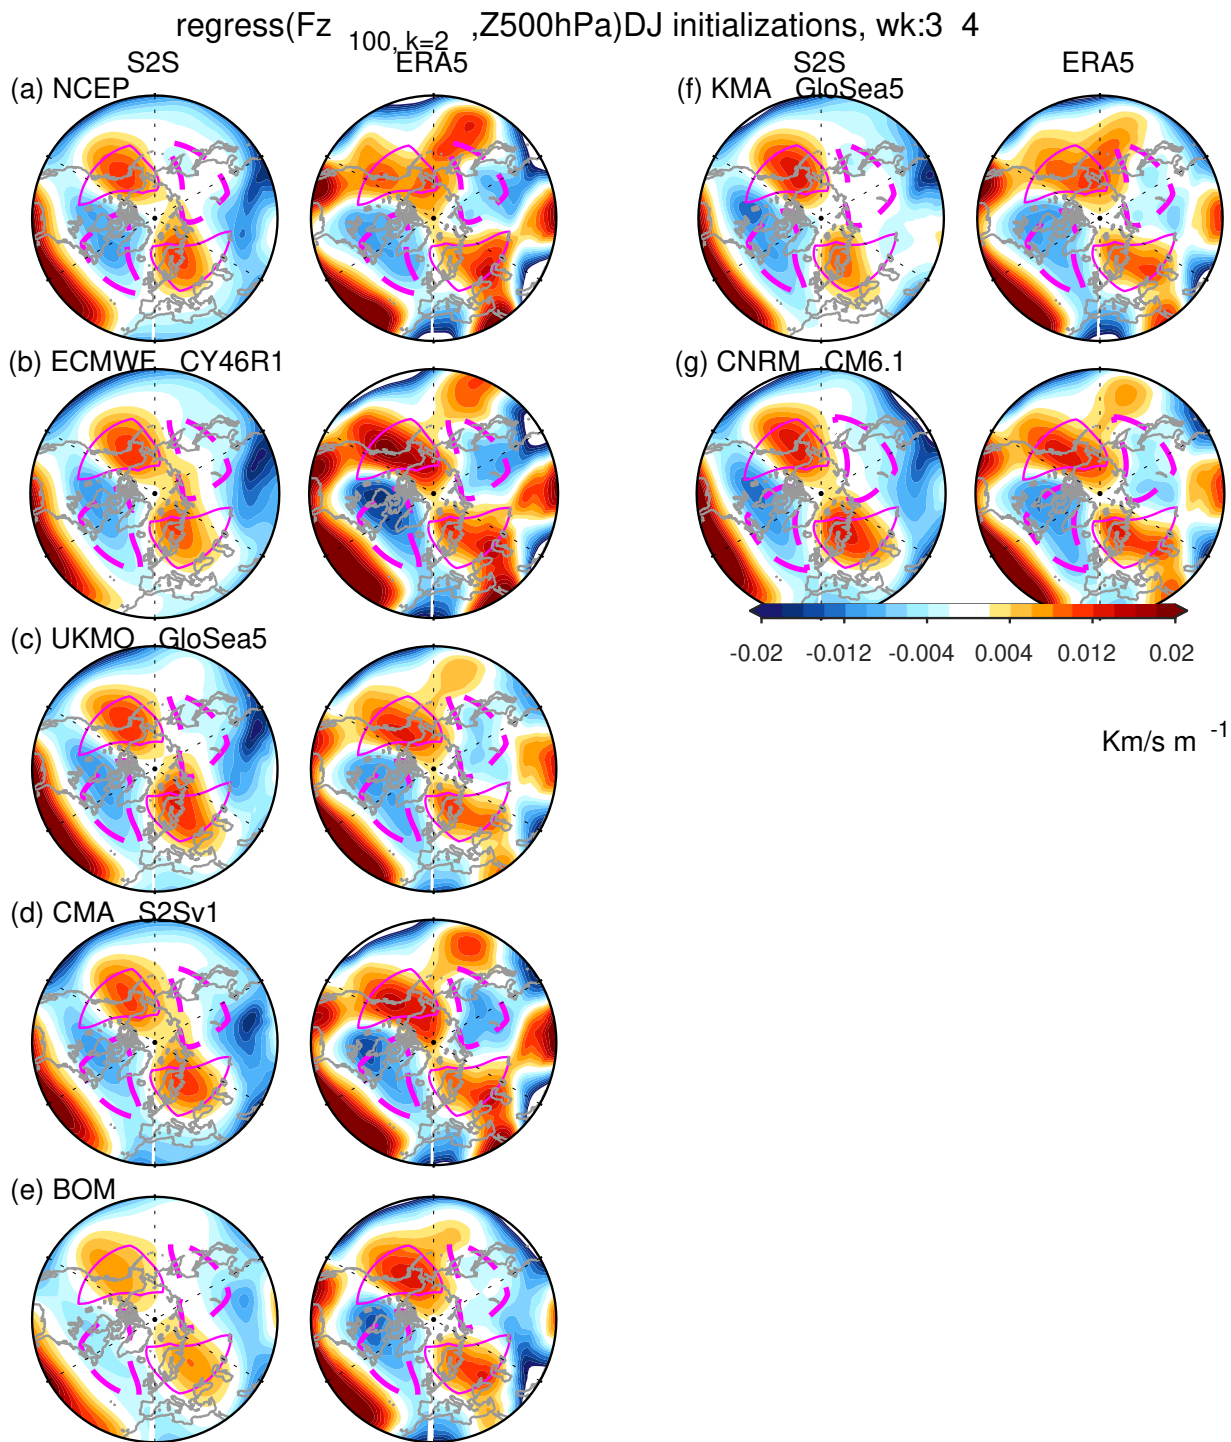 regress(Fz 100, k=2 ,Z500hPa)DJ initializations, wk:3 4
S2S ERA5 S2S ERA5
(a) NCEP
(f) KMA GloSea5
(b) ECMWF CY46R1
(g) CNRM CM6.1
-0.02 -0.012 -0.004 0.004 0.012 0.02
(c) UKMO GloSea5
Km/s m -1
(d) CMA S2Sv1
(e) BOM